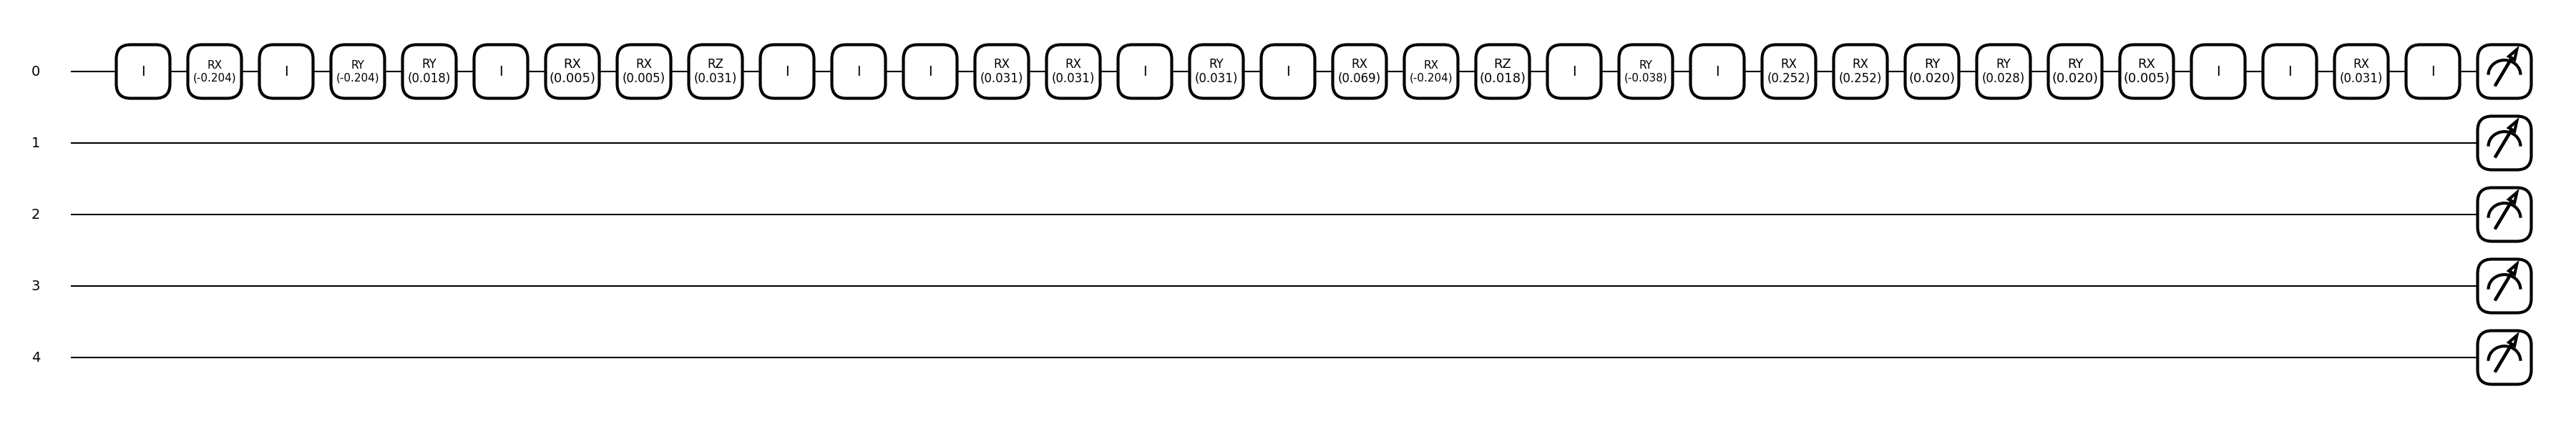 0 I RX I RY RY I RX RX RZ I I I RX RX I RY I RX RX RZ I RY I RX RX RY RY RY RX I I RX I
(-0.204) (-0.204) (0.018) (0.005) (0.005) (0.031) (0.031) (0.031) (0.031) (0.069) (-0.204) (0.018) (-0.038) (0.252) (0.252) (0.020) (0.028) (0.020) (0.005) (0.031)
1
2
3
4